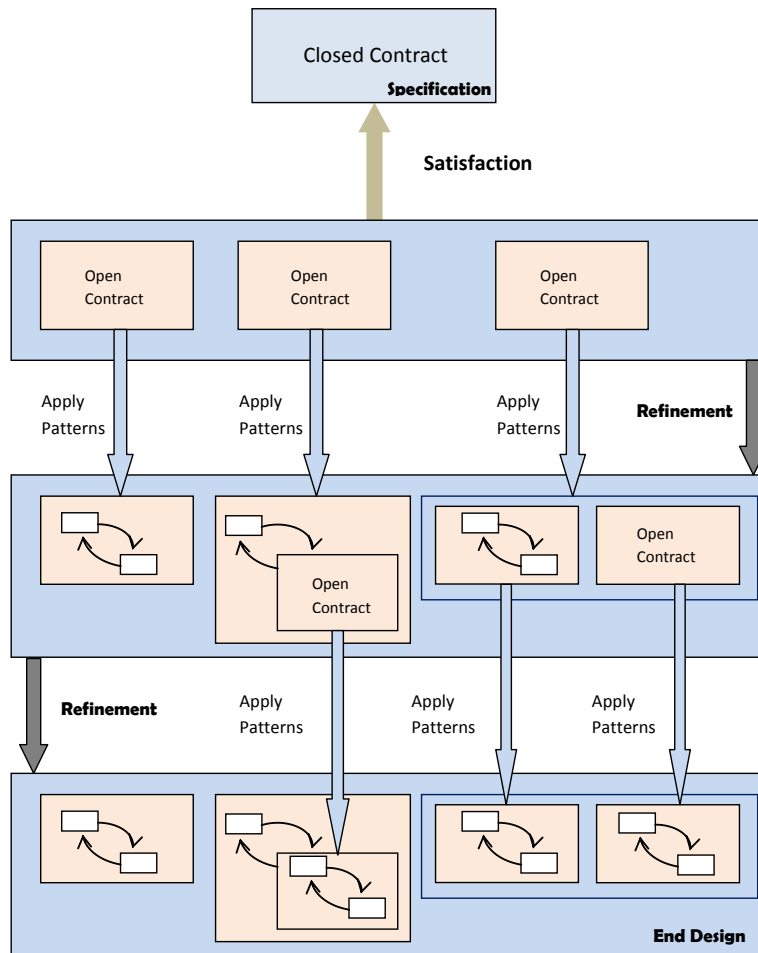 Closed Contract
Specification
Satisfaction
Open
Contract
Open
Contract
Open
Contract
Apply
Patterns
Apply
Patterns
Apply
Patterns
Refinement
Open
Contract
Open
Contract
Refinement
Apply
Patterns
Apply
Patterns
Apply
Patterns
End Design